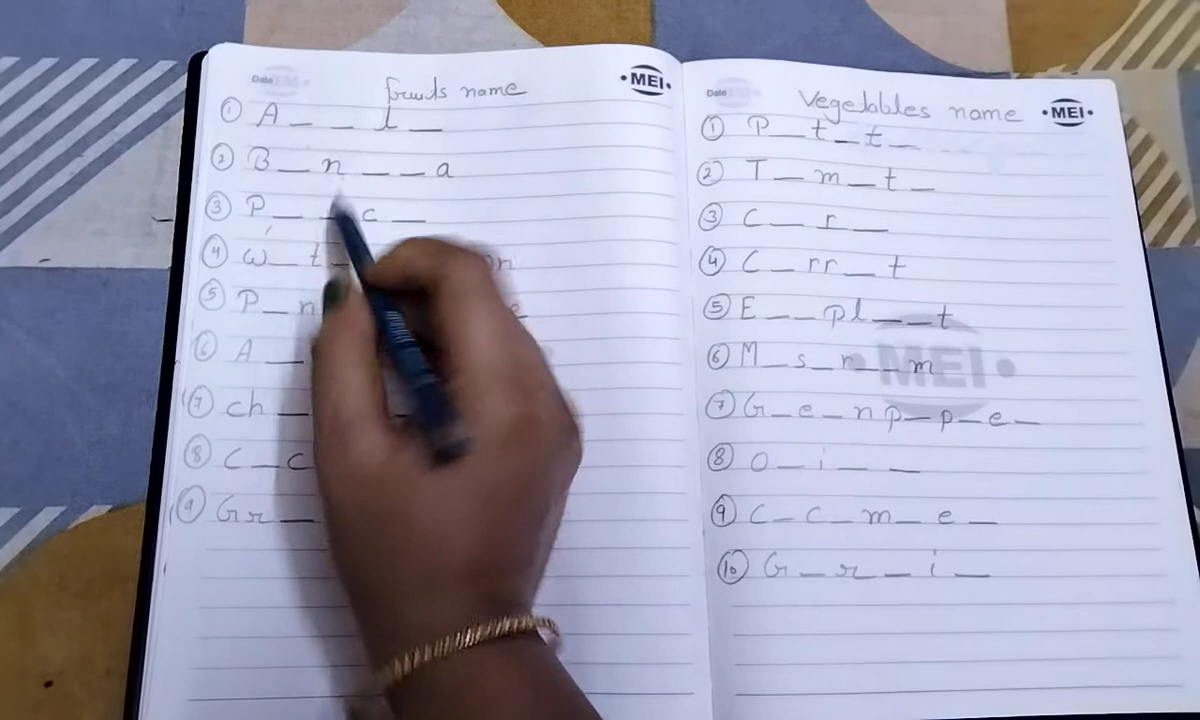 Date
Fruits name
MEI
① A _ _ l _
② B _ n _ _ a
③ P _ _ c _
④ W _ t on
⑤ P _ n e
⑥ A _
⑦ ch _
⑧ C _ c
⑨ Gr _
Date
Vegetables name
MEI
① P _ t _ t _
② T _ m _ t _
③ C _ _ r _
④ C _ rr _ t
⑤ E _ _ pl _ _ t
⑥ M _ s _ r _ _ m
⑦ G _ e _ n p _ p _ e _
⑧ O _ i _ _
⑨ C _ c _ m _ e _
⑩ G _ r _ i _
MEI